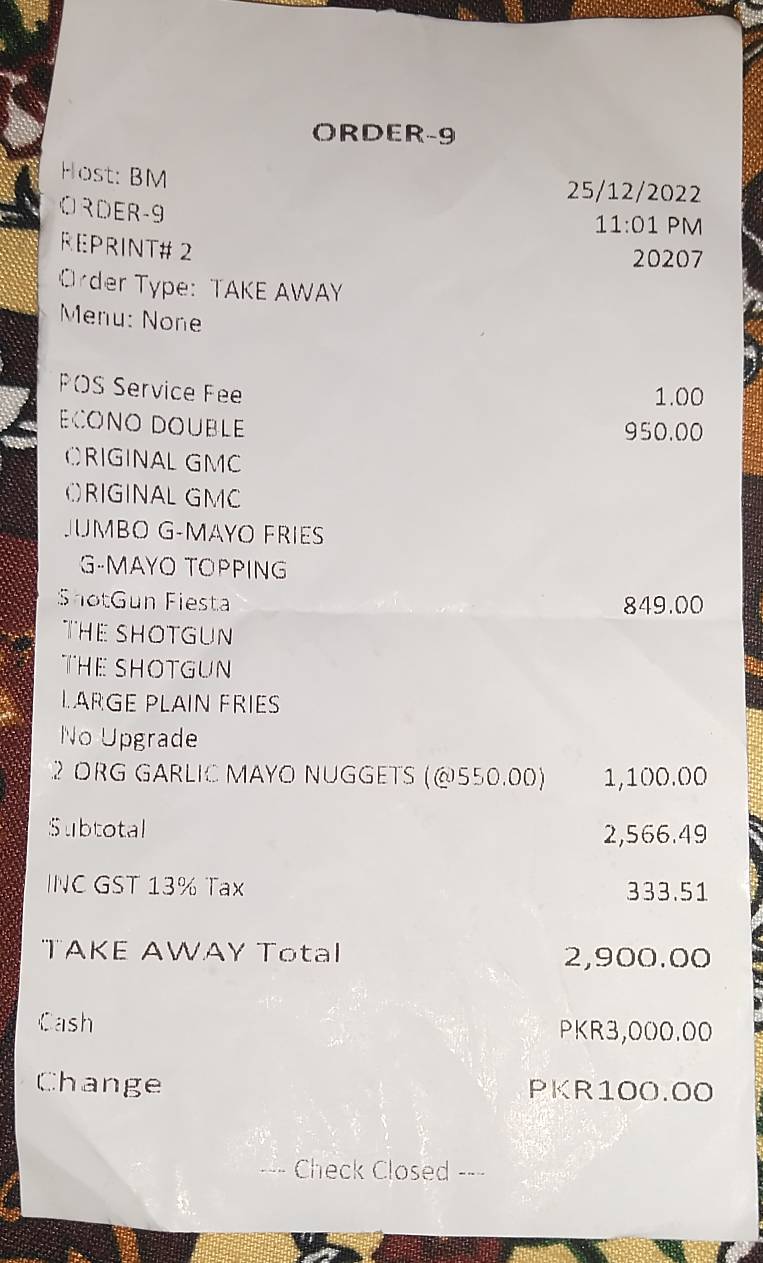 ORDER-9
Host: BM
25/12/2022
ORDER-9
11:01 PM
REPRINT# 2
20207
Order Type: TAKE AWAY
Menu: None
POS Service Fee 1.00
ECONO DOUBLE 950.00
ORIGINAL GMC
ORIGINAL GMC
JUMBO G-MAYO FRIES
G-MAYO TOPPING
ShotGun Fiesta 849.00
THE SHOTGUN
THE SHOTGUN
LARGE PLAIN FRIES
No Upgrade
2 ORG GARLIC MAYO NUGGETS (@550.00) 1,100.00
Subtotal 2,566.49
INC GST 13% Tax 333.51
TAKE AWAY Total 2,900.00
Cash PKR3,000.00
Change PKR100.00
--- Check Closed ---